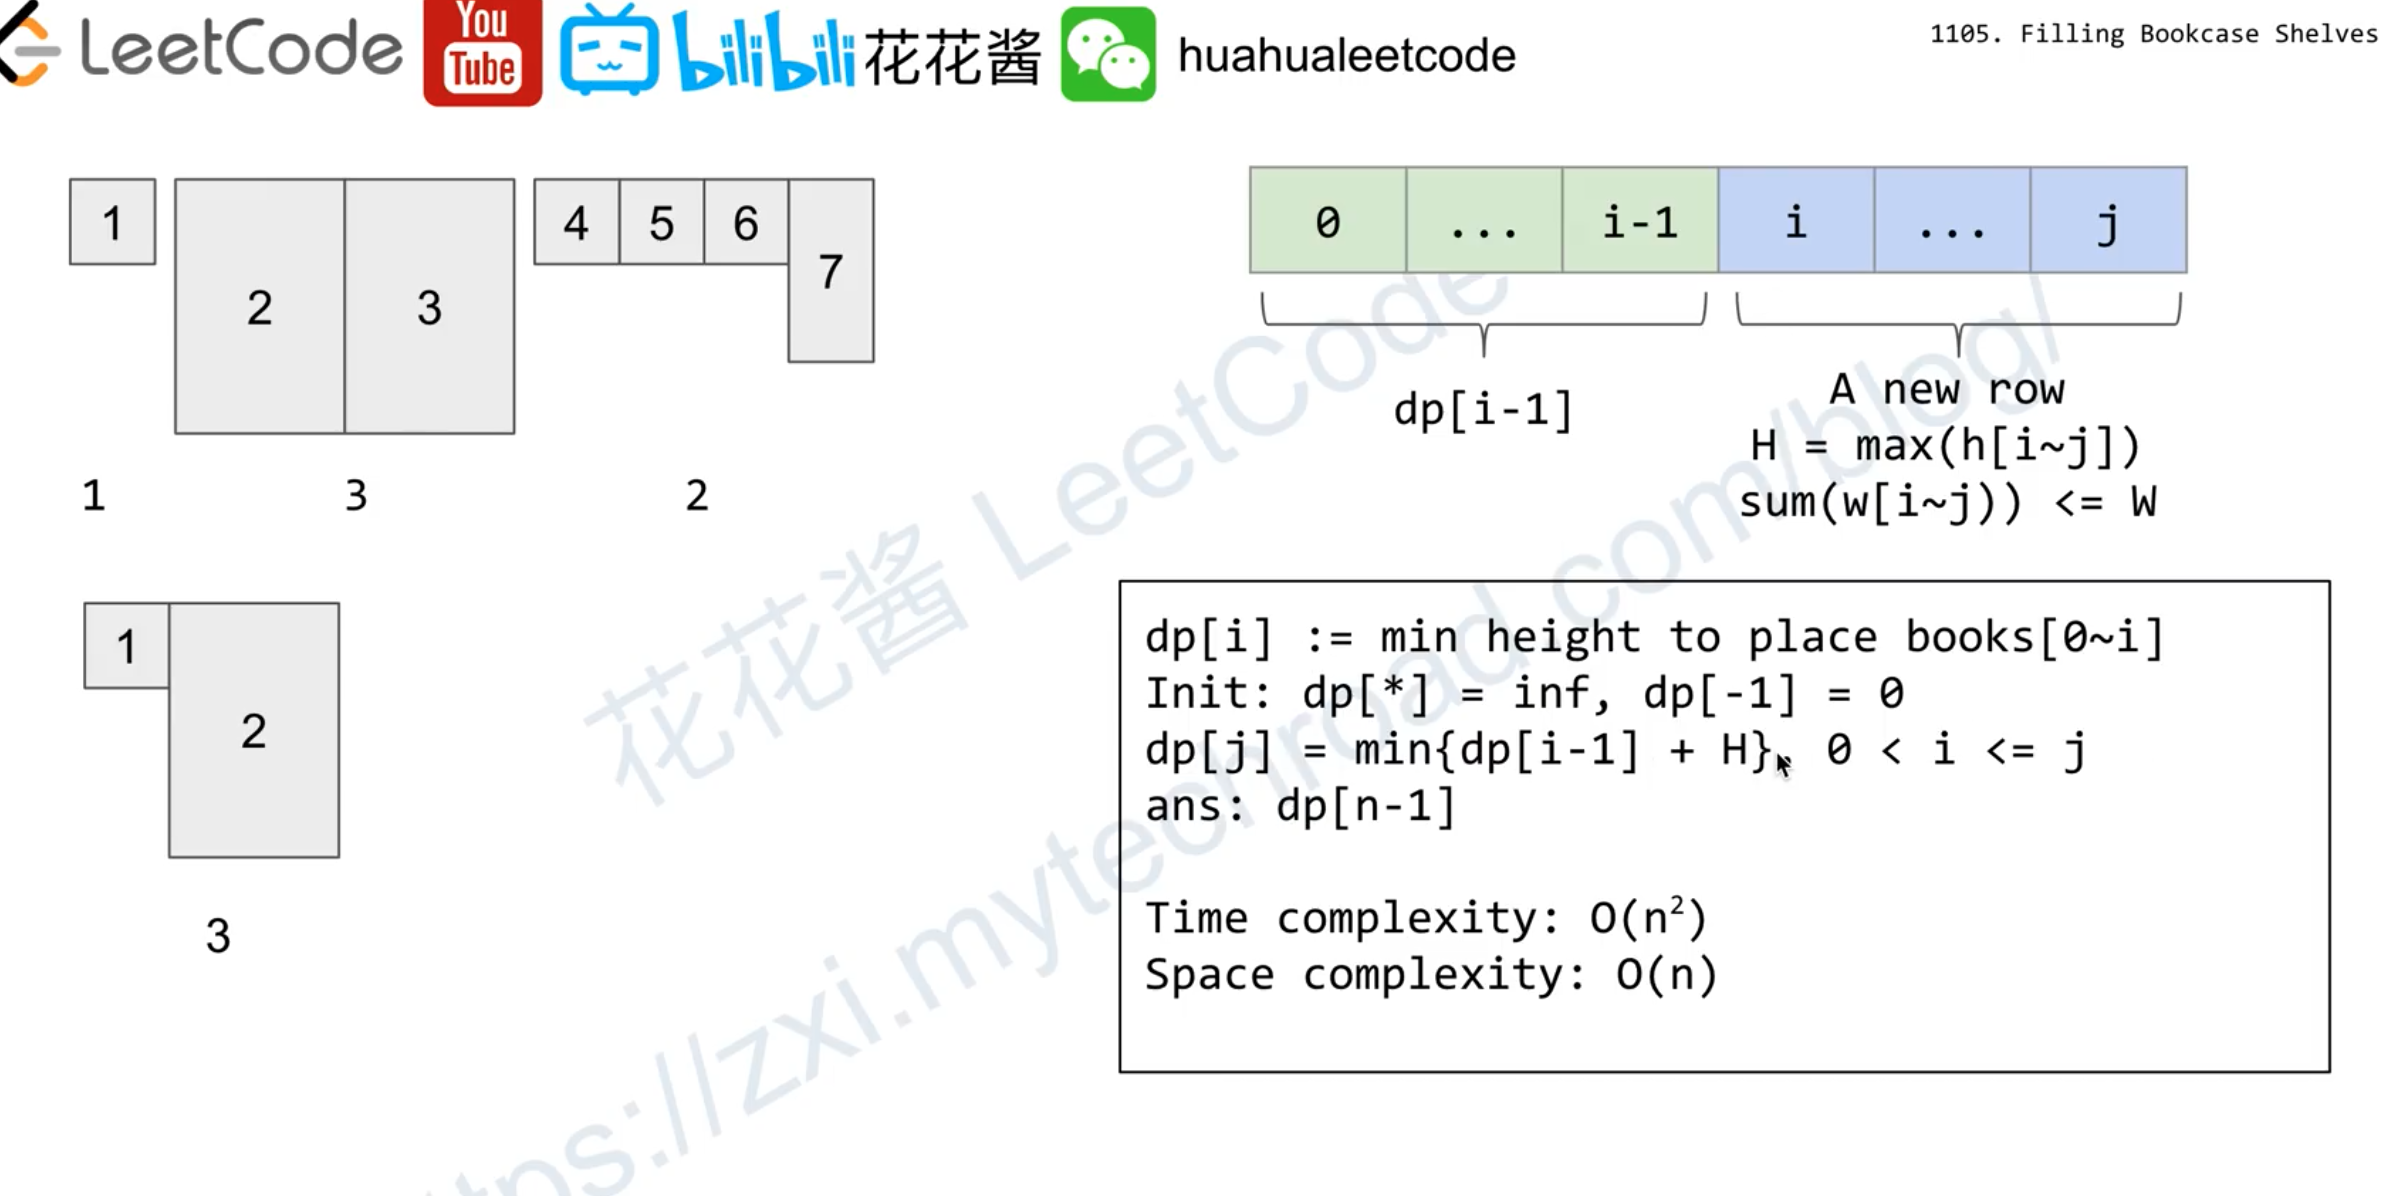 LeetCode You Tube bilibili 花花酱 huahualeetcode
1105. Filling Bookcase Shelves
1 2 3 4 5 6 7
1 3 2
1 2
3
0 ... i-1 i ... j
dp[i-1]
A new row
H = max(h[i~j])
sum(w[i~j)) <= W
dp[i] := min height to place books[0~i]
Init: dp[*] = inf, dp[-1] = 0
dp[j] = min{dp[i-1] + H}, 0 < i <= j
ans: dp[n-1]
Time complexity: O(n²)
Space complexity: O(n)
花花酱 LeetCode
ttps://zxi.mytechroad.com/blog/